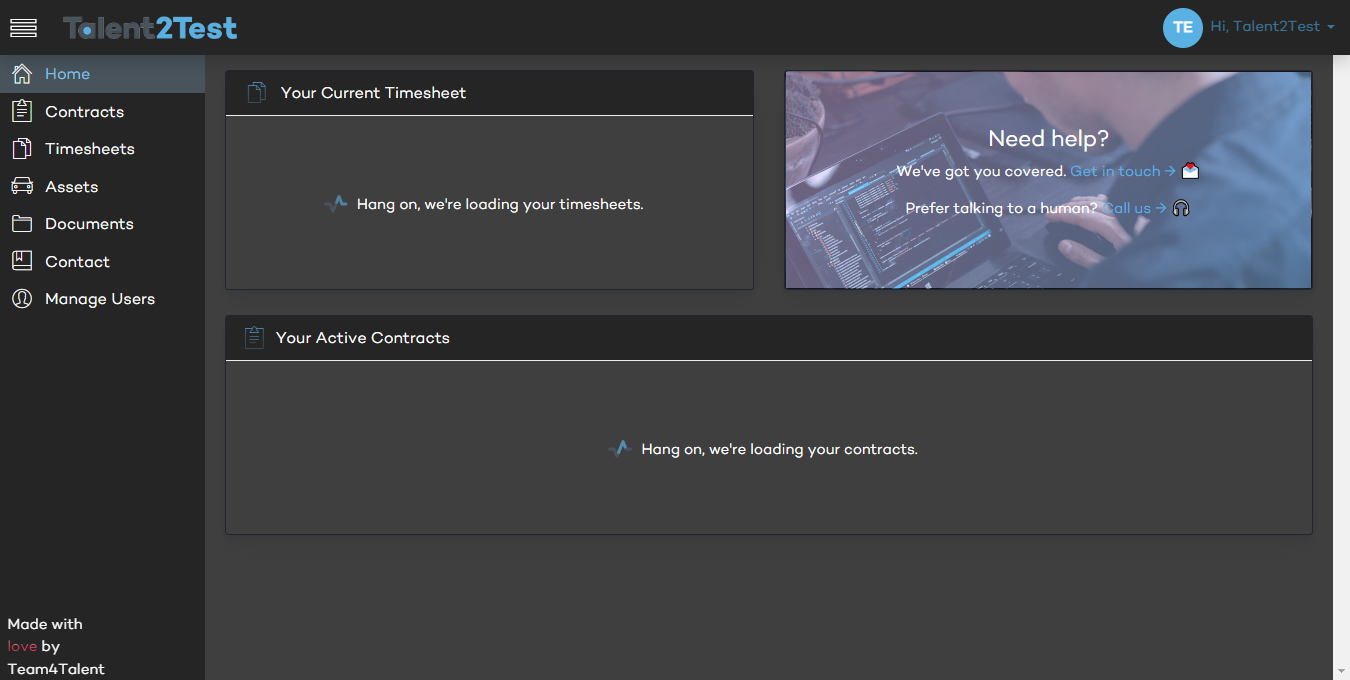 Talent2Test
TE
Hi, Talent2Test
Home
Contracts
Timesheets
Assets
Documents
Contact
Manage Users
Made with
love by
Team4Talent
Your Current Timesheet
Hang on, we're loading your timesheets.
Need help?
We've got you covered. Get in touch →
Prefer talking to a human? Call us →
Your Active Contracts
Hang on, we're loading your contracts.